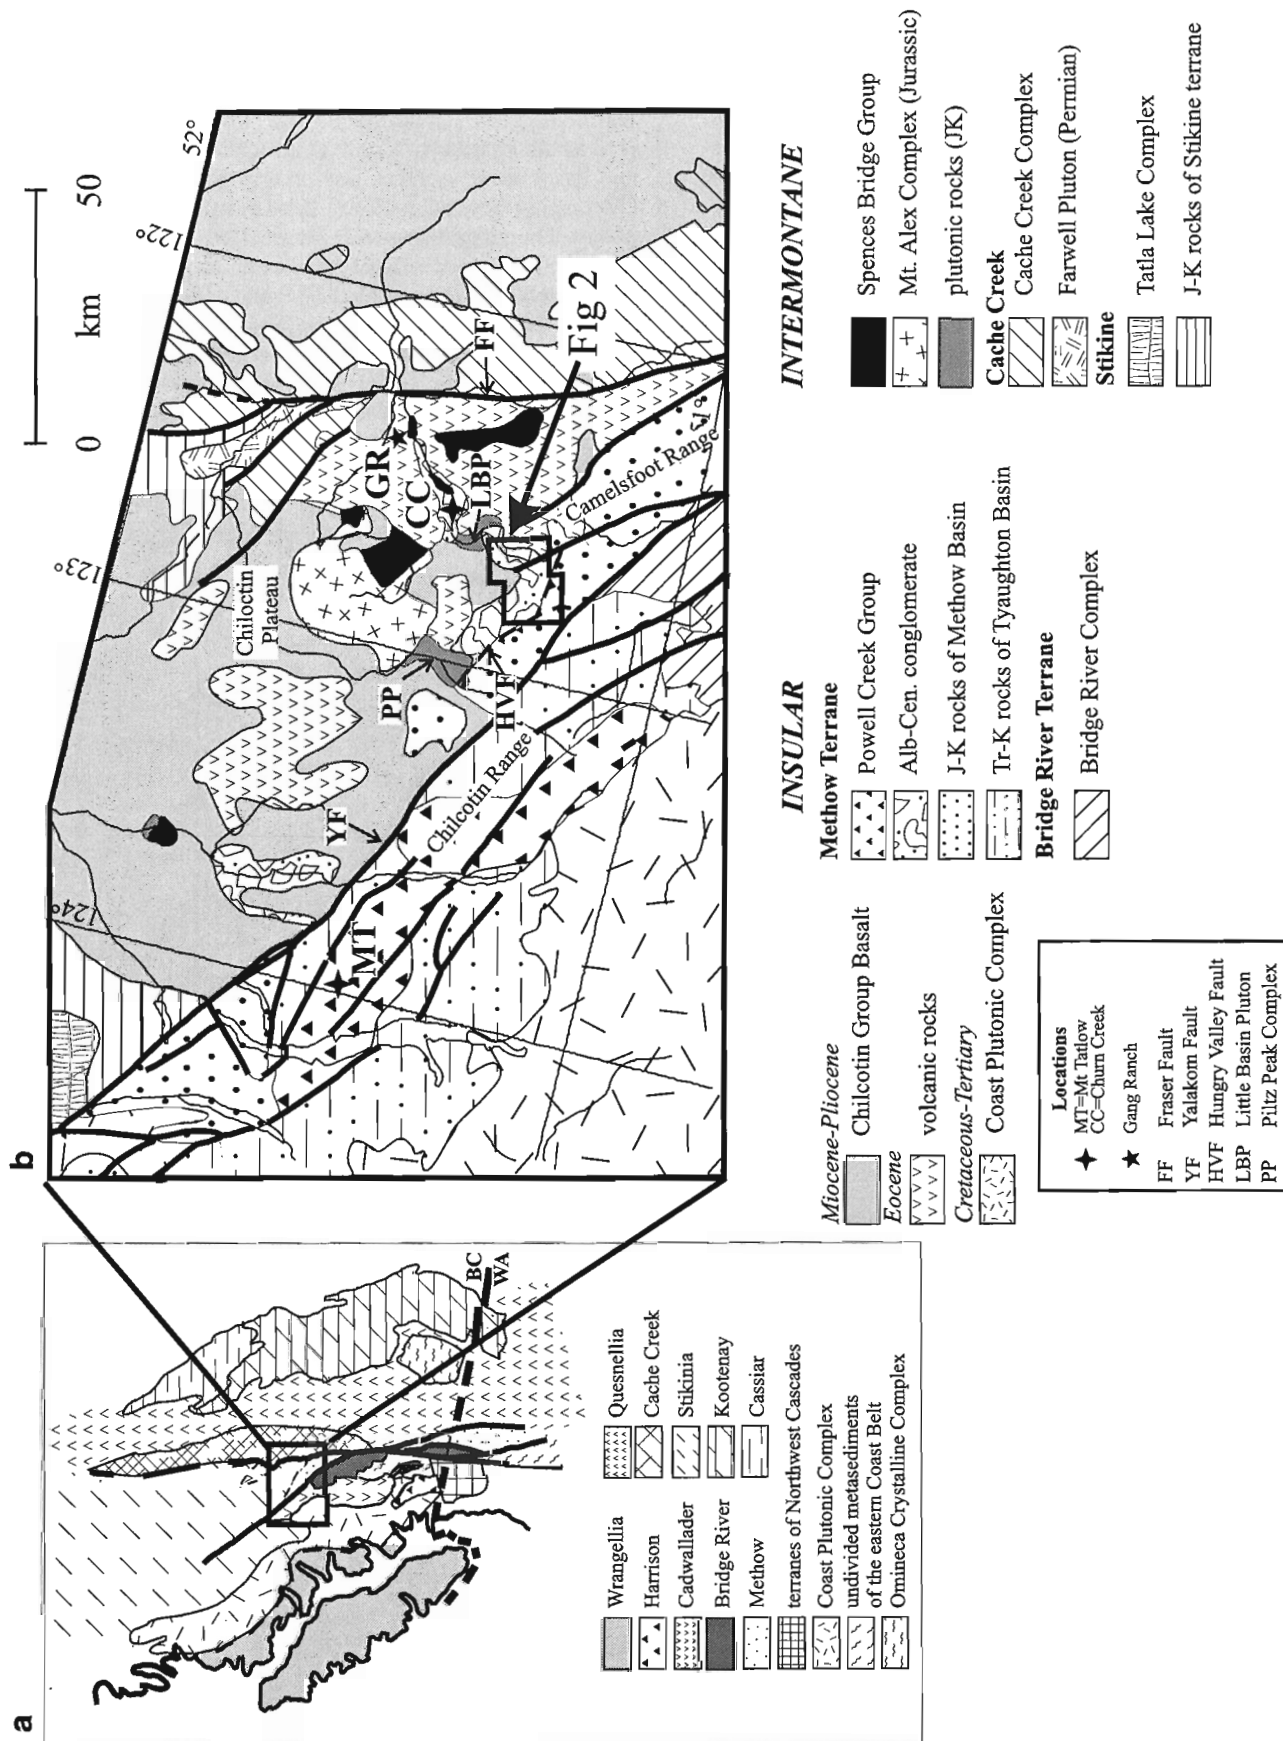 a
BC
WA
Wrangellia
Harrison
Cadwallader
Bridge River
Methow
terranes of Northwest Cascades
Coast Plutonic Complex
undivided metasediments
of the eastern Coast Belt
Omineca Crystalline Complex
Quesnellia
Cache Creek
Stikinia
Kootenay
Cassiar
b
0 km 50
52°
124°
123°
122°
51°
MT
YF
PP
HVF
GR
CC
LBP
FF
Fig 2
Chilcotin
Plateau
Chilcotin Range
Camelsfoot Range
Miocene-Pliocene
Chilcotin Group Basalt
Eocene
volcanic rocks
Cretaceous-Tertiary
Coast Plutonic Complex
INSULAR
Methow Terrane
Powell Creek Group
Alb-Cen. conglomerate
J-K rocks of Methow Basin
Tr-K rocks of Tyaughton Basin
Bridge River Terrane
Bridge River Complex
INTERMONTANE
Spences Bridge Group
Mt. Alex Complex (Jurassic)
plutonic rocks (JK)
Cache Creek
Cache Creek Complex
Farwell Pluton (Permian)
Stikine
Tatla Lake Complex
J-K rocks of Stikine terrane
Locations
MT=Mt Tatlow
CC=Churn Creek
Gang Ranch
FF Fraser Fault
YF Yalakom Fault
HVF Hungry Valley Fault
LBP Little Basin Pluton
PP Piltz Peak Complex